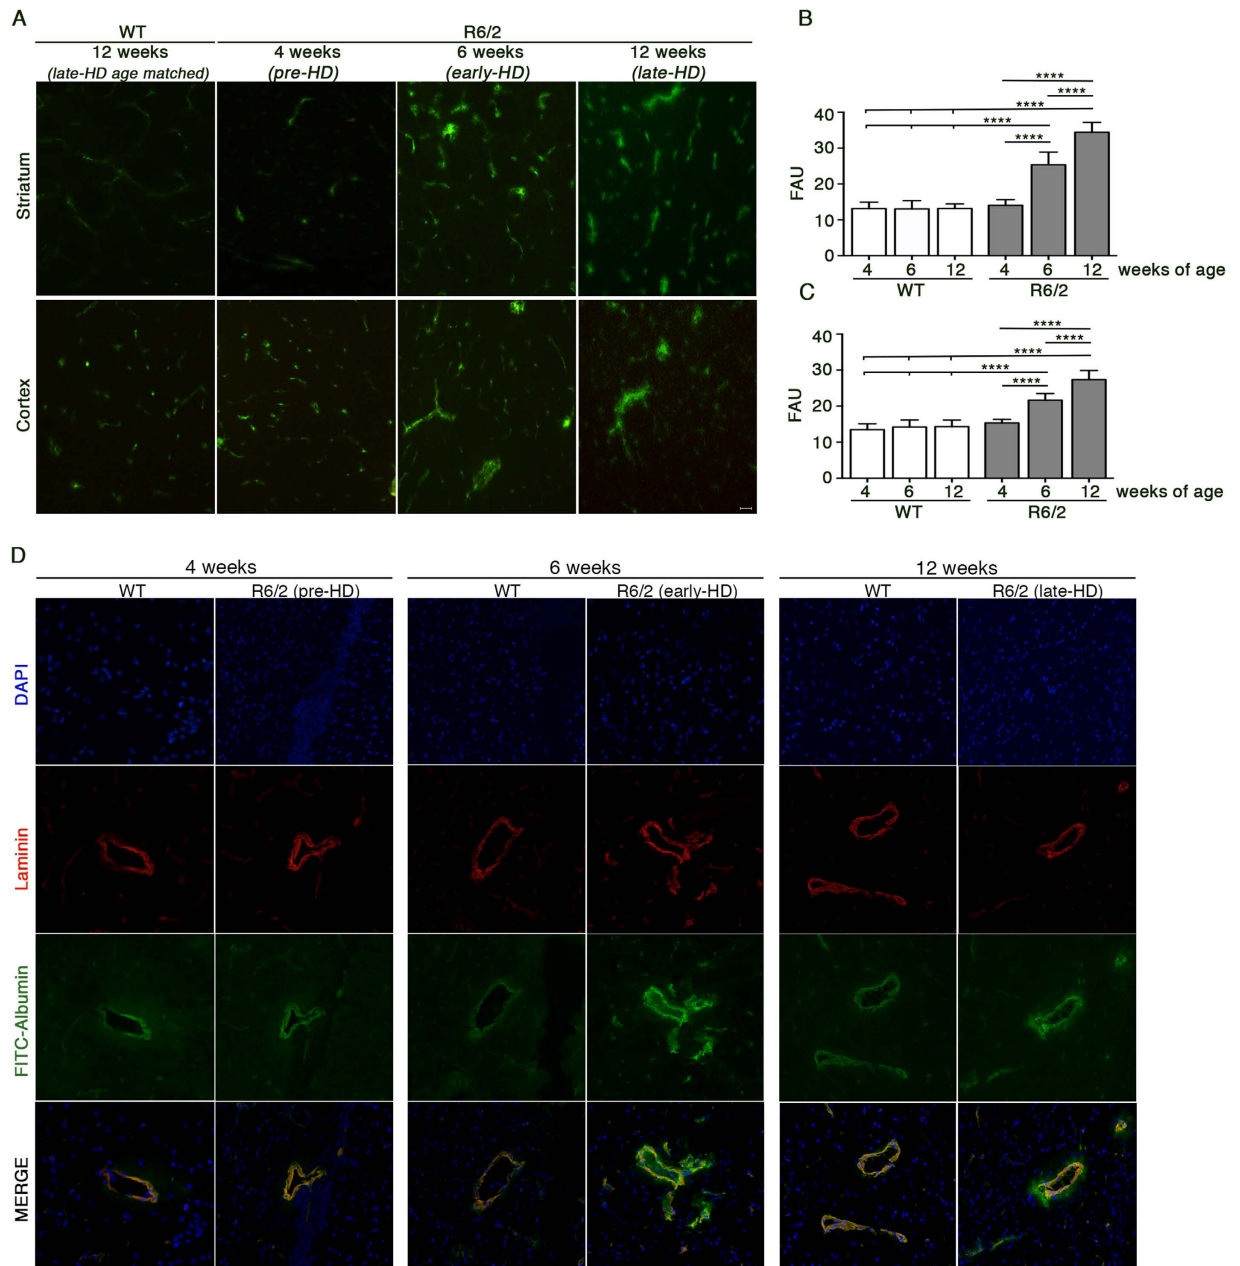 A
WT
R6/2
12 weeks
4 weeks
6 weeks
12 weeks
(late-HD age matched)
(pre-HD)
(early-HD)
(late-HD)
Striatum
Cortex
B
****
****
****
****
****
40
30
20
10
0
FAU
4
6
12
4
6
12
weeks of age
WT
R6/2
C
****
****
****
****
****
40
30
20
10
0
FAU
4
6
12
4
6
12
weeks of age
WT
R6/2
D
4 weeks
6 weeks
12 weeks
WT
R6/2 (pre-HD)
WT
R6/2 (early-HD)
WT
R6/2 (late-HD)
DAPI
Laminin
FITC-Albumin
MERGE